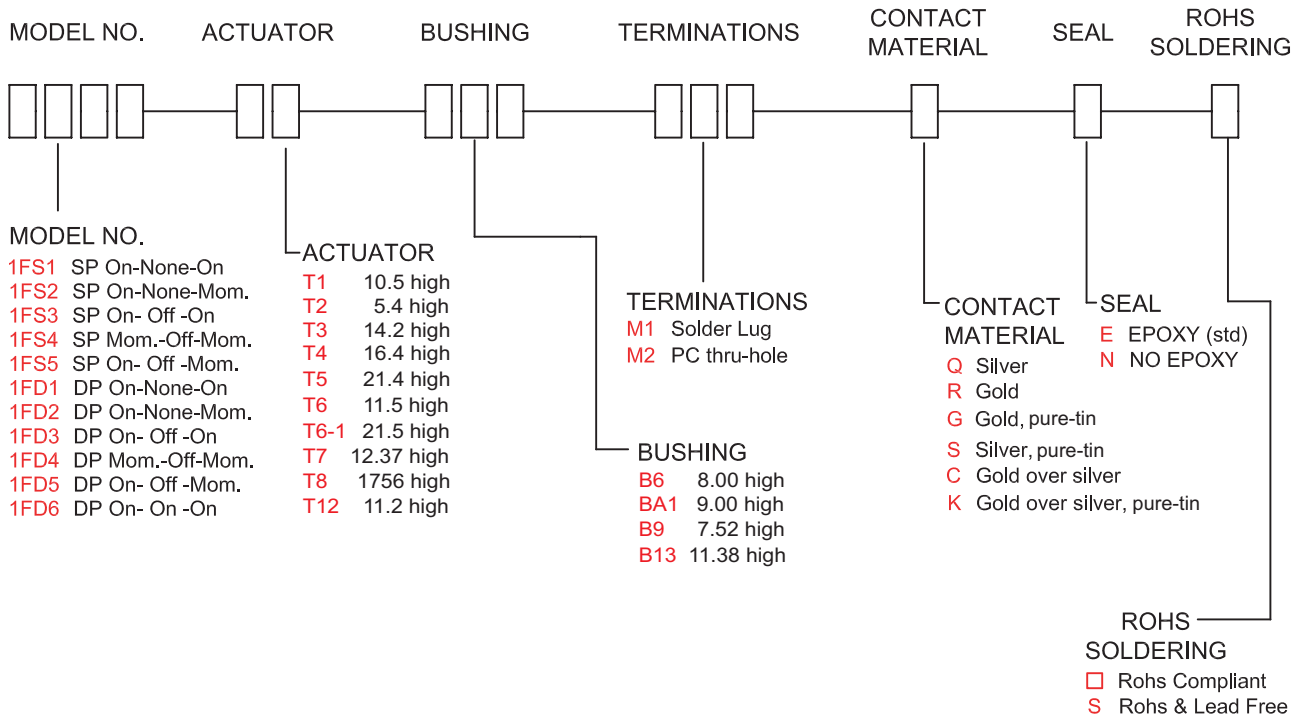 MODEL NO. ACTUATOR BUSHING TERMINATIONS CONTACT MATERIAL SEAL ROHS SOLDERING
MODEL NO.
1FS1 SP On-None-On
1FS2 SP On-None-Mom.
1FS3 SP On- Off -On
1FS4 SP Mom.-Off-Mom.
1FS5 SP On- Off -Mom.
1FD1 DP On-None-On
1FD2 DP On-None-Mom.
1FD3 DP On- Off -On
1FD4 DP Mom.-Off-Mom.
1FD5 DP On- Off -Mom.
1FD6 DP On- On -On
ACTUATOR
T1 10.5 high
T2 5.4 high
T3 14.2 high
T4 16.4 high
T5 21.4 high
T6 11.5 high
T6-1 21.5 high
T7 12.37 high
T8 1756 high
T12 11.2 high
BUSHING
B6 8.00 high
BA1 9.00 high
B9 7.52 high
B13 11.38 high
TERMINATIONS
M1 Solder Lug
M2 PC thru-hole
CONTACT
MATERIAL
Q Silver
R Gold
G Gold, pure-tin
S Silver, pure-tin
C Gold over silver
K Gold over silver, pure-tin
SEAL
E EPOXY (std)
N NO EPOXY
ROHS
SOLDERING
□ Rohs Compliant
S Rohs & Lead Free